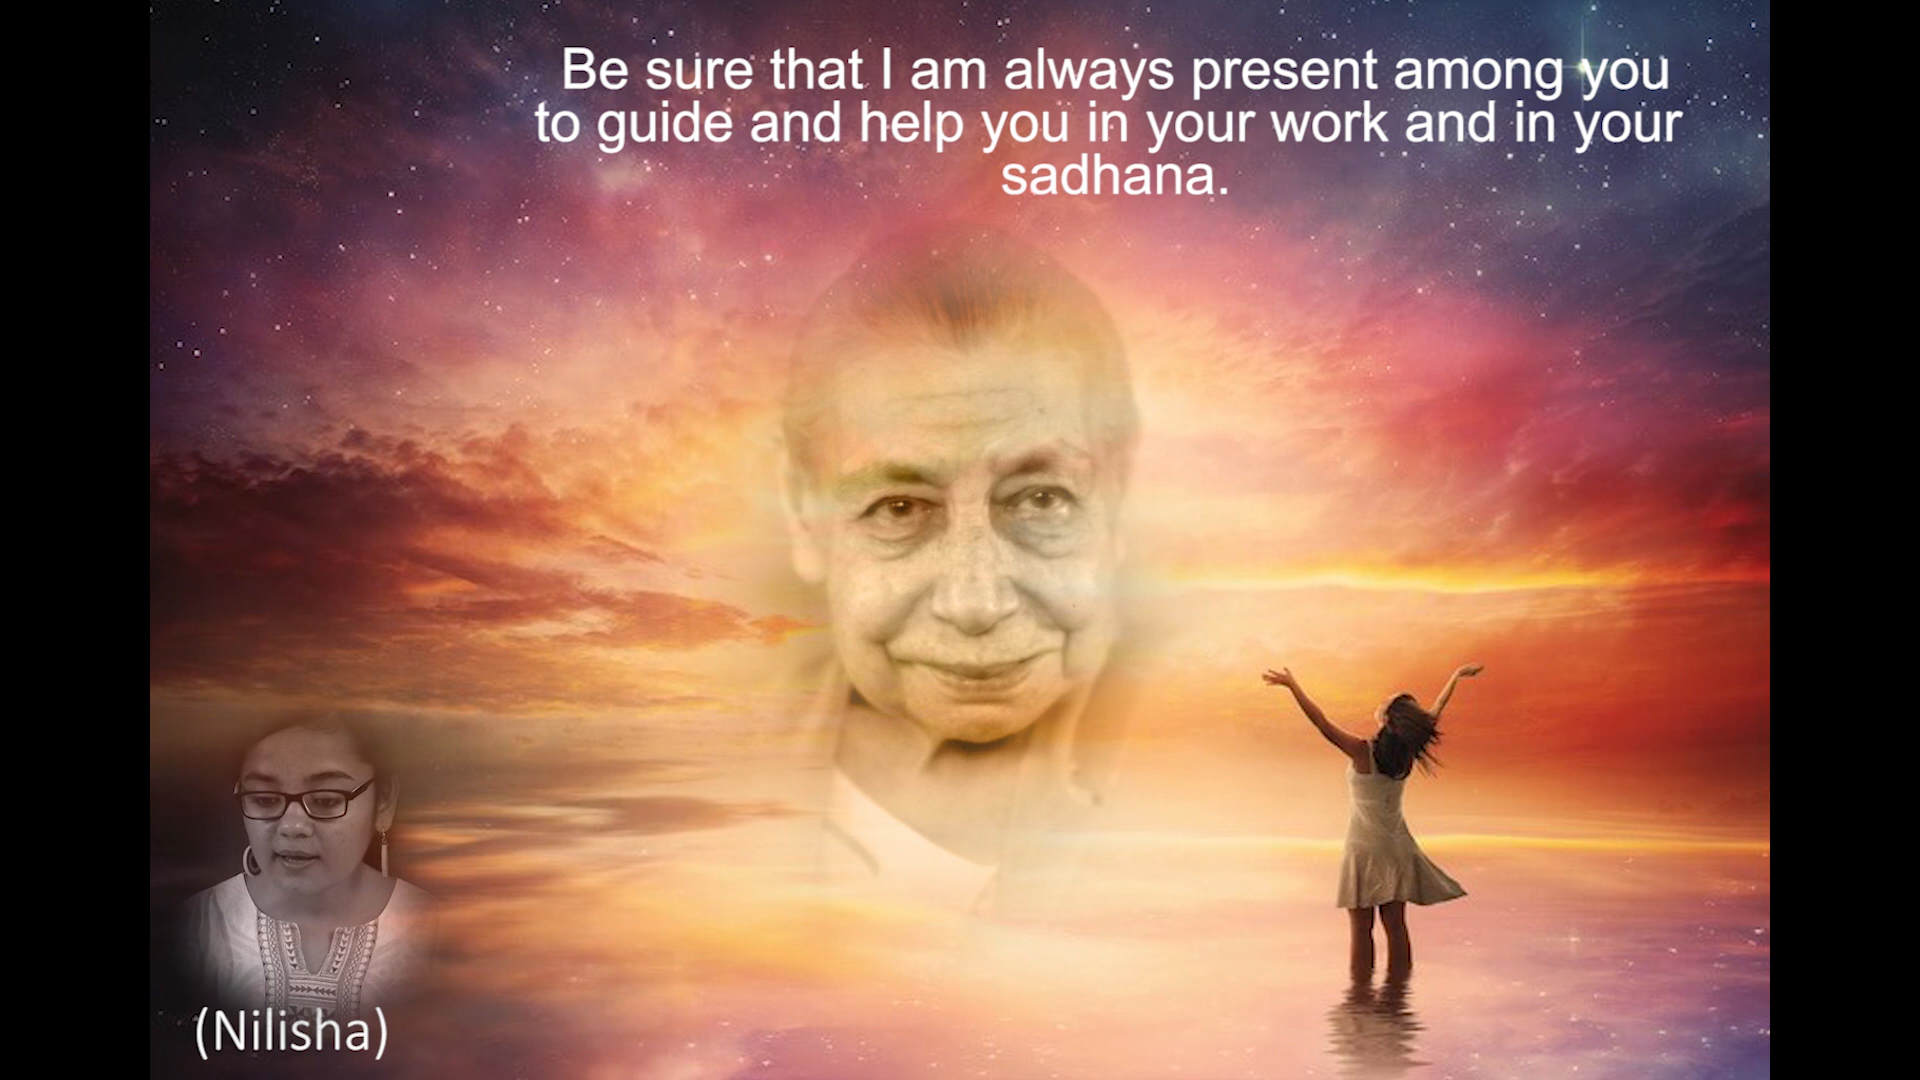 Be sure that I am always present among you
to guide and help you in your work and in your
sadhana.
(Nilisha)